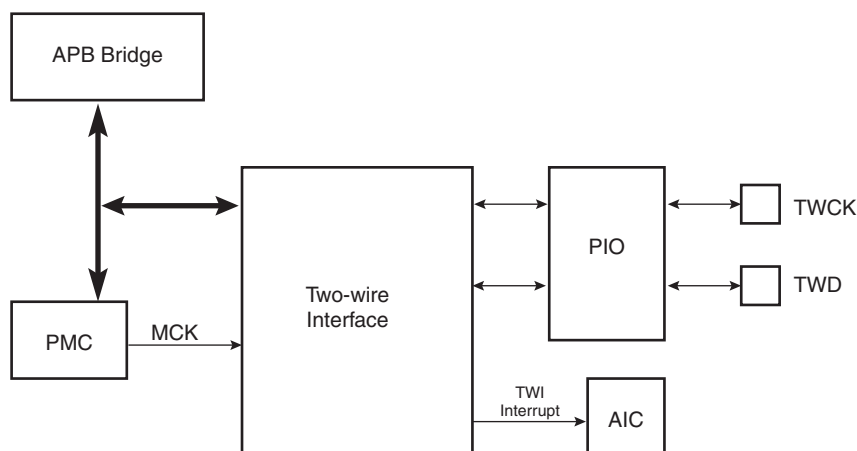 APB Bridge
TWCK
PIO
TWD
Two-wire
Interface
PMC
MCK
TWI
Interrupt
AIC